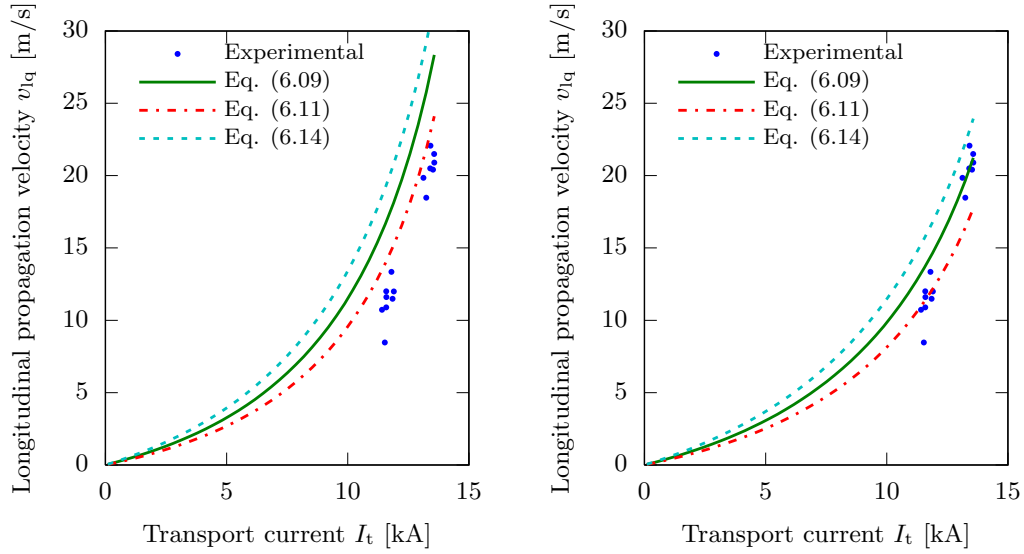 Longitudinal propagation velocity v_lq [m/s]
30
25
20
15
10
5
0
Experimental
Eq. (6.09)
Eq. (6.11)
Eq. (6.14)
0 5 10 15
Transport current I_t [kA]
Longitudinal propagation velocity v_lq [m/s]
30
25
20
15
10
5
0
Experimental
Eq. (6.09)
Eq. (6.11)
Eq. (6.14)
0 5 10 15
Transport current I_t [kA]